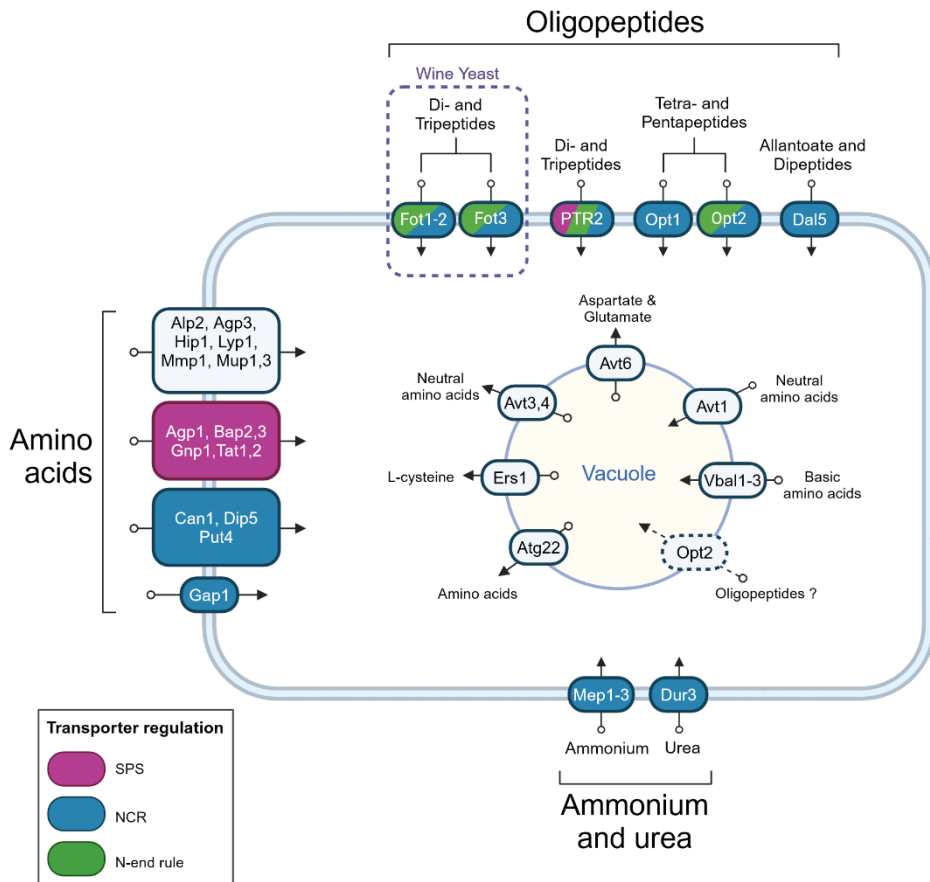 Oligopeptides
Wine Yeast
Di- and
Tripeptides
Di- and
Tripeptides
Tetra- and
Pentapeptides
Allantoate and
Dipeptides
Fot1-2
Fot3
PTR2
Opt1
Opt2
Dal5
Amino
acids
Alp2, Agp3,
Hip1, Lyp1,
Mmp1, Mup1,3
Agp1, Bap2,3
Gnp1,Tat1,2
Can1, Dip5
Put4
Gap1
Aspartate &
Glutamate
Avt6
Neutral
amino acids
Avt3,4
Avt1
Neutral
amino acids
L-cysteine
Ers1
Vacuole
Vbal1-3
Basic
amino acids
Atg22
Amino acids
Opt2
Oligopeptides ?
Mep1-3
Dur3
Ammonium
Urea
Ammonium
and urea
Transporter regulation
SPS
NCR
N-end rule